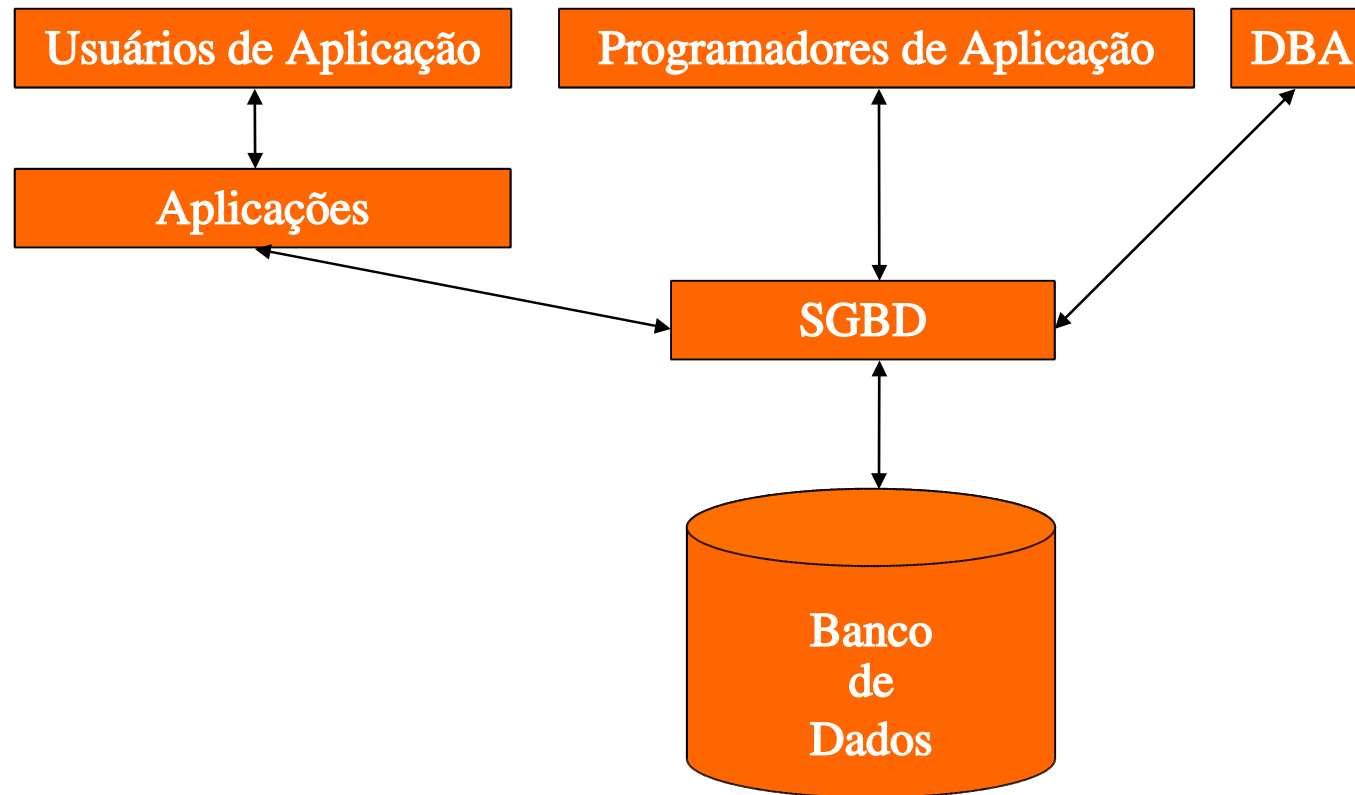 Usuários de Aplicação
Programadores de Aplicação
DBA
Aplicações
SGBD
Banco
de
Dados